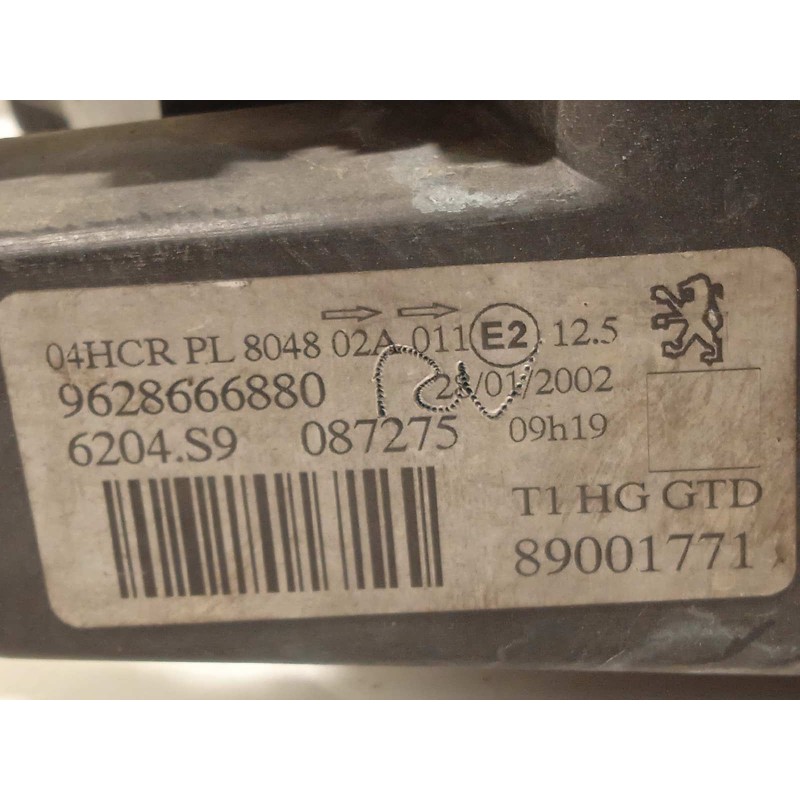 04HCR PL 8048 02A 011 E2 12.5
9628666880 28/01/2002
6204.S9 087275 09h19
T1 HG GTD
89001771